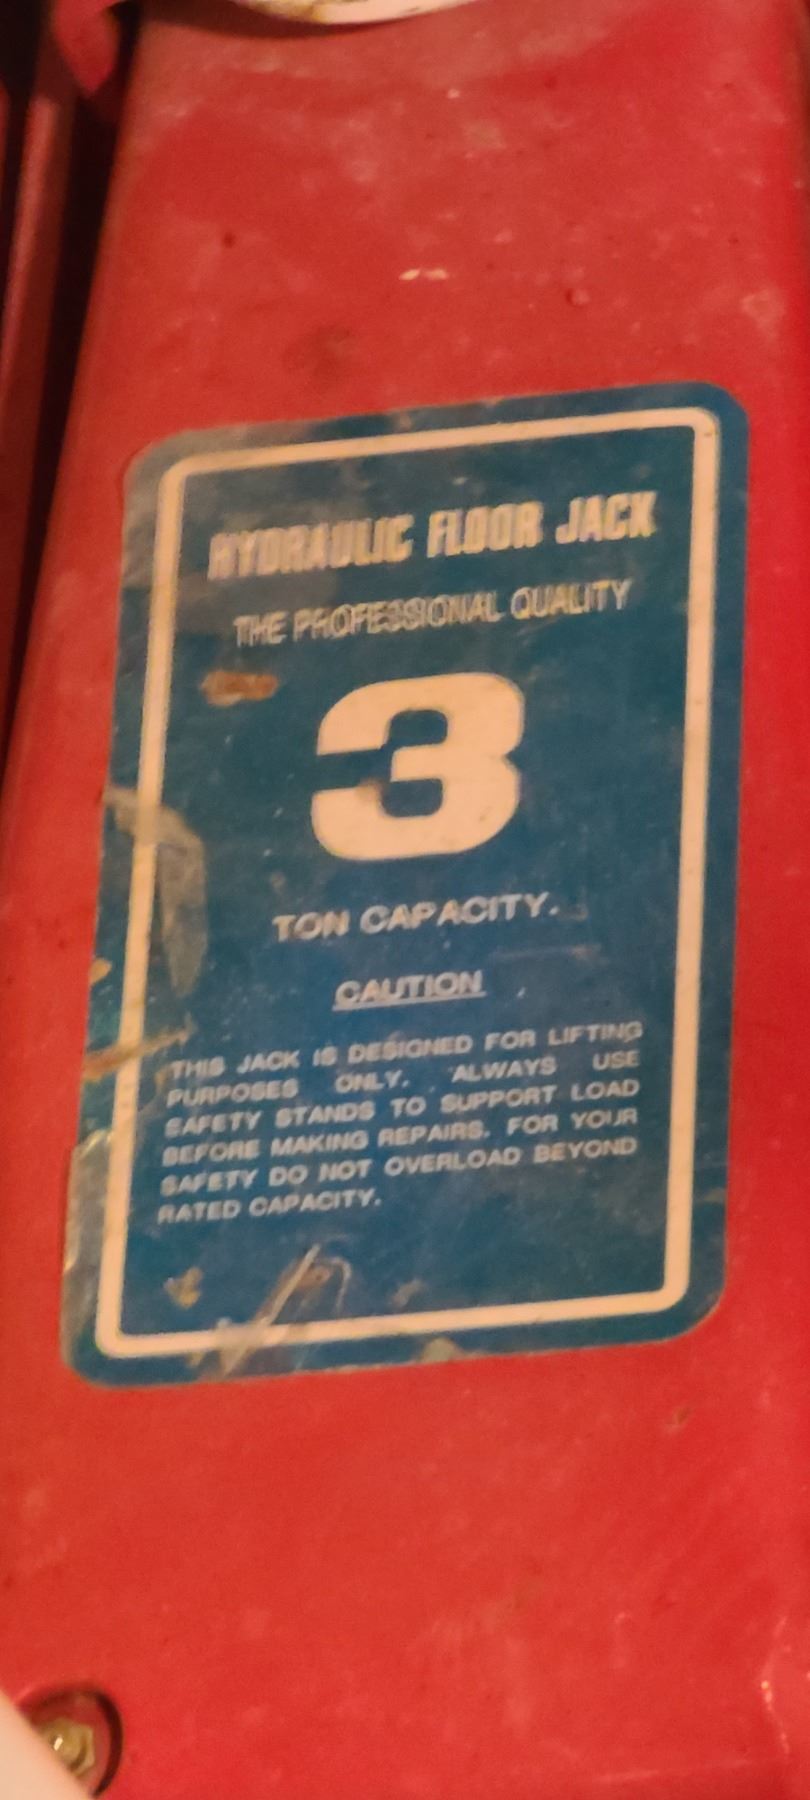 HYDRAULIC FLOOR JACK
THE PROFESSIONAL QUALITY
3
TON CAPACITY.
CAUTION
THIS JACK IS DESIGNED FOR LIFTING
PURPOSES ONLY. ALWAYS USE
SAFETY STANDS TO SUPPORT LOAD
BEFORE MAKING REPAIRS. FOR YOUR
SAFETY DO NOT OVERLOAD BEYOND
RATED CAPACITY.